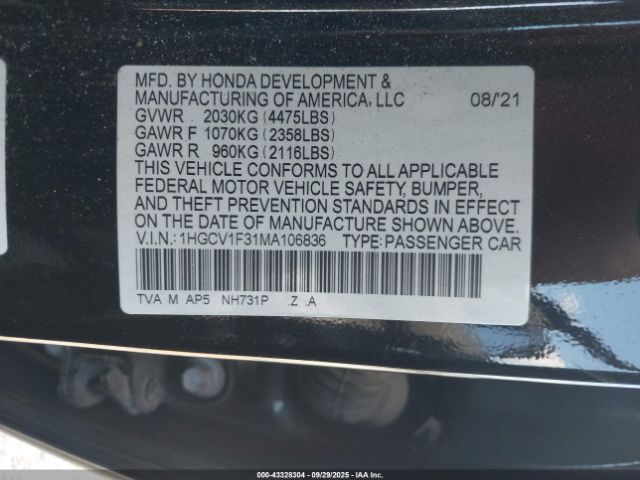 MFD. BY HONDA DEVELOPMENT &
MANUFACTURING OF AMERICA, LLC 08/'21
GVWR 2030KG(4475LBS)
GAWR F 1070KG(2358LBS)
GAWR R 960KG(2116LBS)
THIS VEHICLE CONFORMS TO ALL APPLICABLE
FEDERAL MOTOR VEHICLE SAFETY, BUMPER,
AND THEFT PREVENTION STANDARDS IN EFFECT
ON THE DATE OF MANUFACTURE SHOWN ABOVE.
V.I.N.:1HGCV1F31MA106836 TYPE:PASSENGER CAR
TVA M AP5 NH731P .Z .A
000-43328304 | 09/29/2025 | IAAI.COM